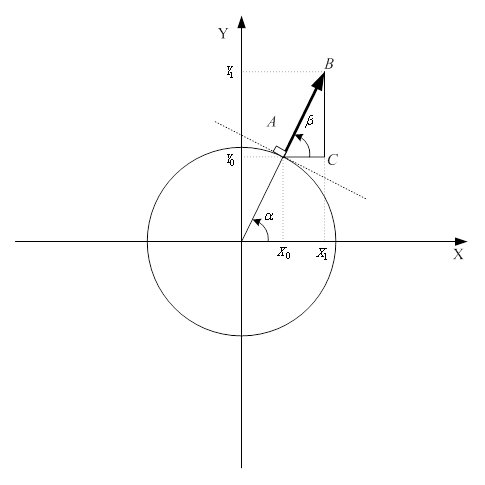 Y
Y₁
B
A
β
Y₀
C
α
X₀
X₁
X